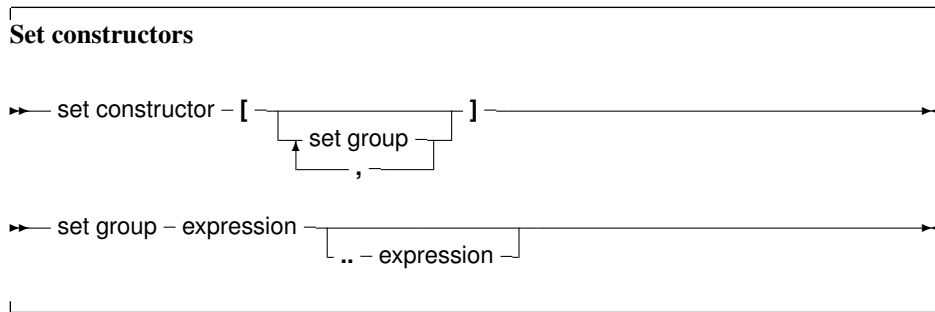 Set constructors
set constructor – [ ]
set group
,
set group – expression
.. – expression